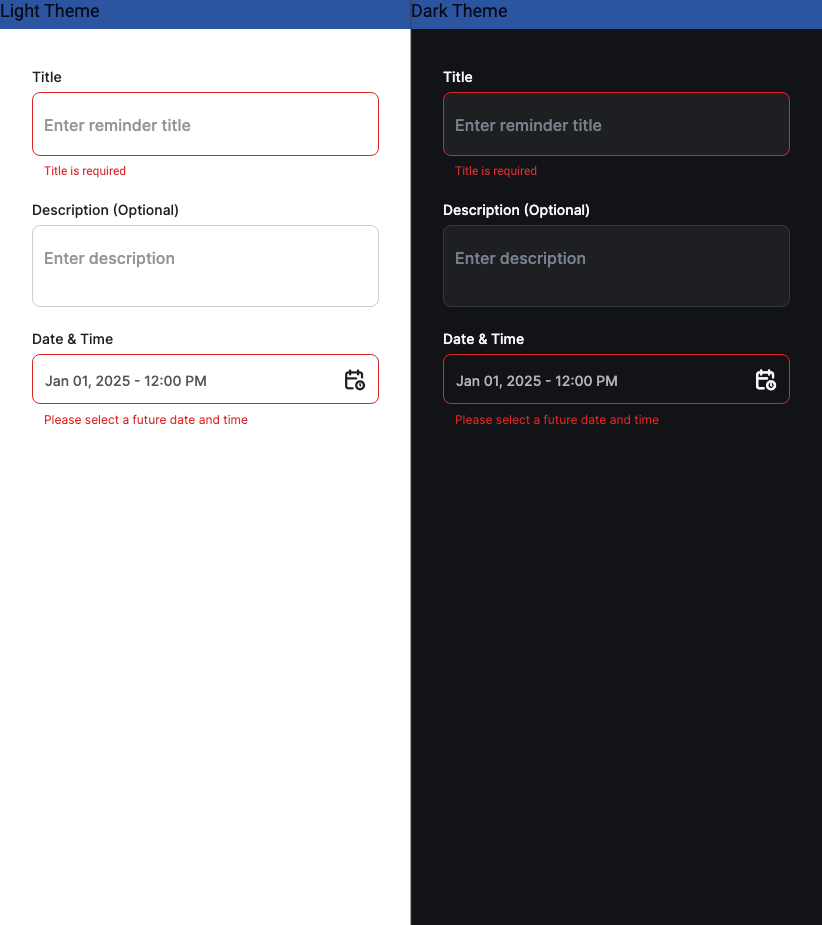 Light Theme
Title
Enter reminder title
Title is required
Description (Optional)
Enter description
Date & Time
Jan 01, 2025 - 12:00 PM
Please select a future date and time
Dark Theme
Title
Enter reminder title
Title is required
Description (Optional)
Enter description
Date & Time
Jan 01, 2025 - 12:00 PM
Please select a future date and time